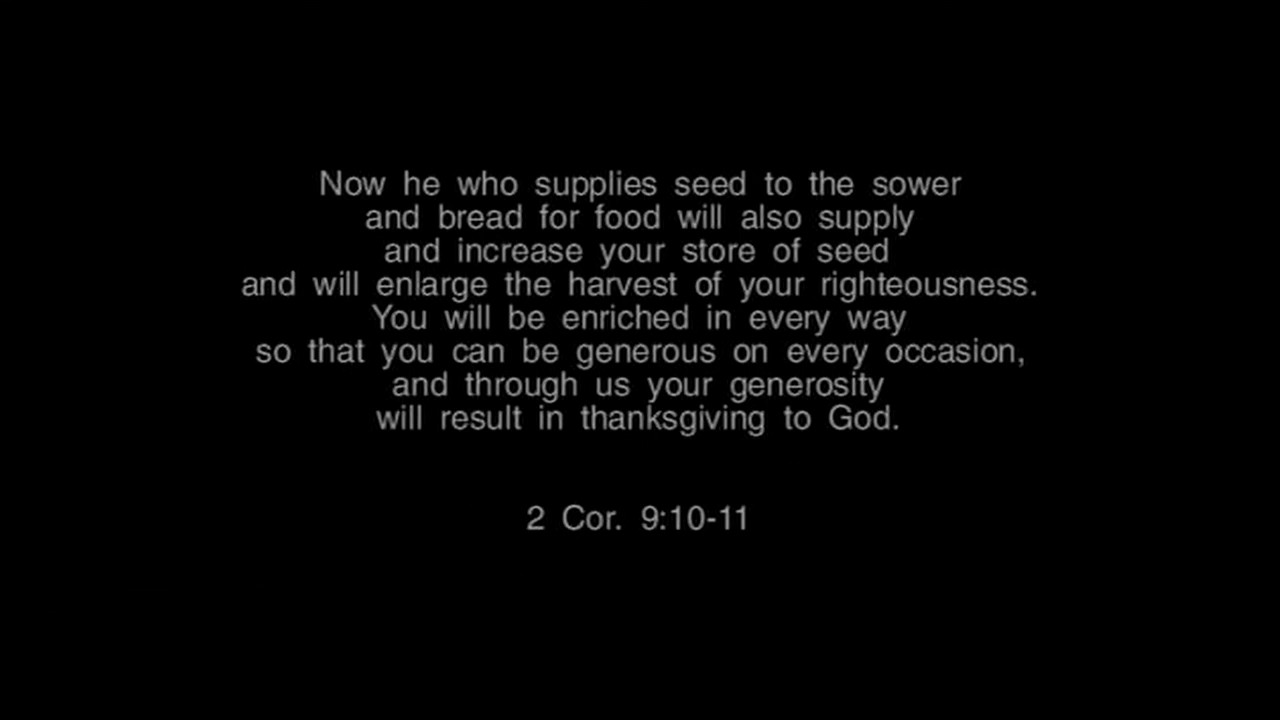 Now he who supplies seed to the sower
and bread for food will also supply
and increase your store of seed
and will enlarge the harvest of your righteousness.
You will be enriched in every way
so that you can be generous on every occasion,
and through us your generosity
will result in thanksgiving to God.
2 Cor. 9:10-11